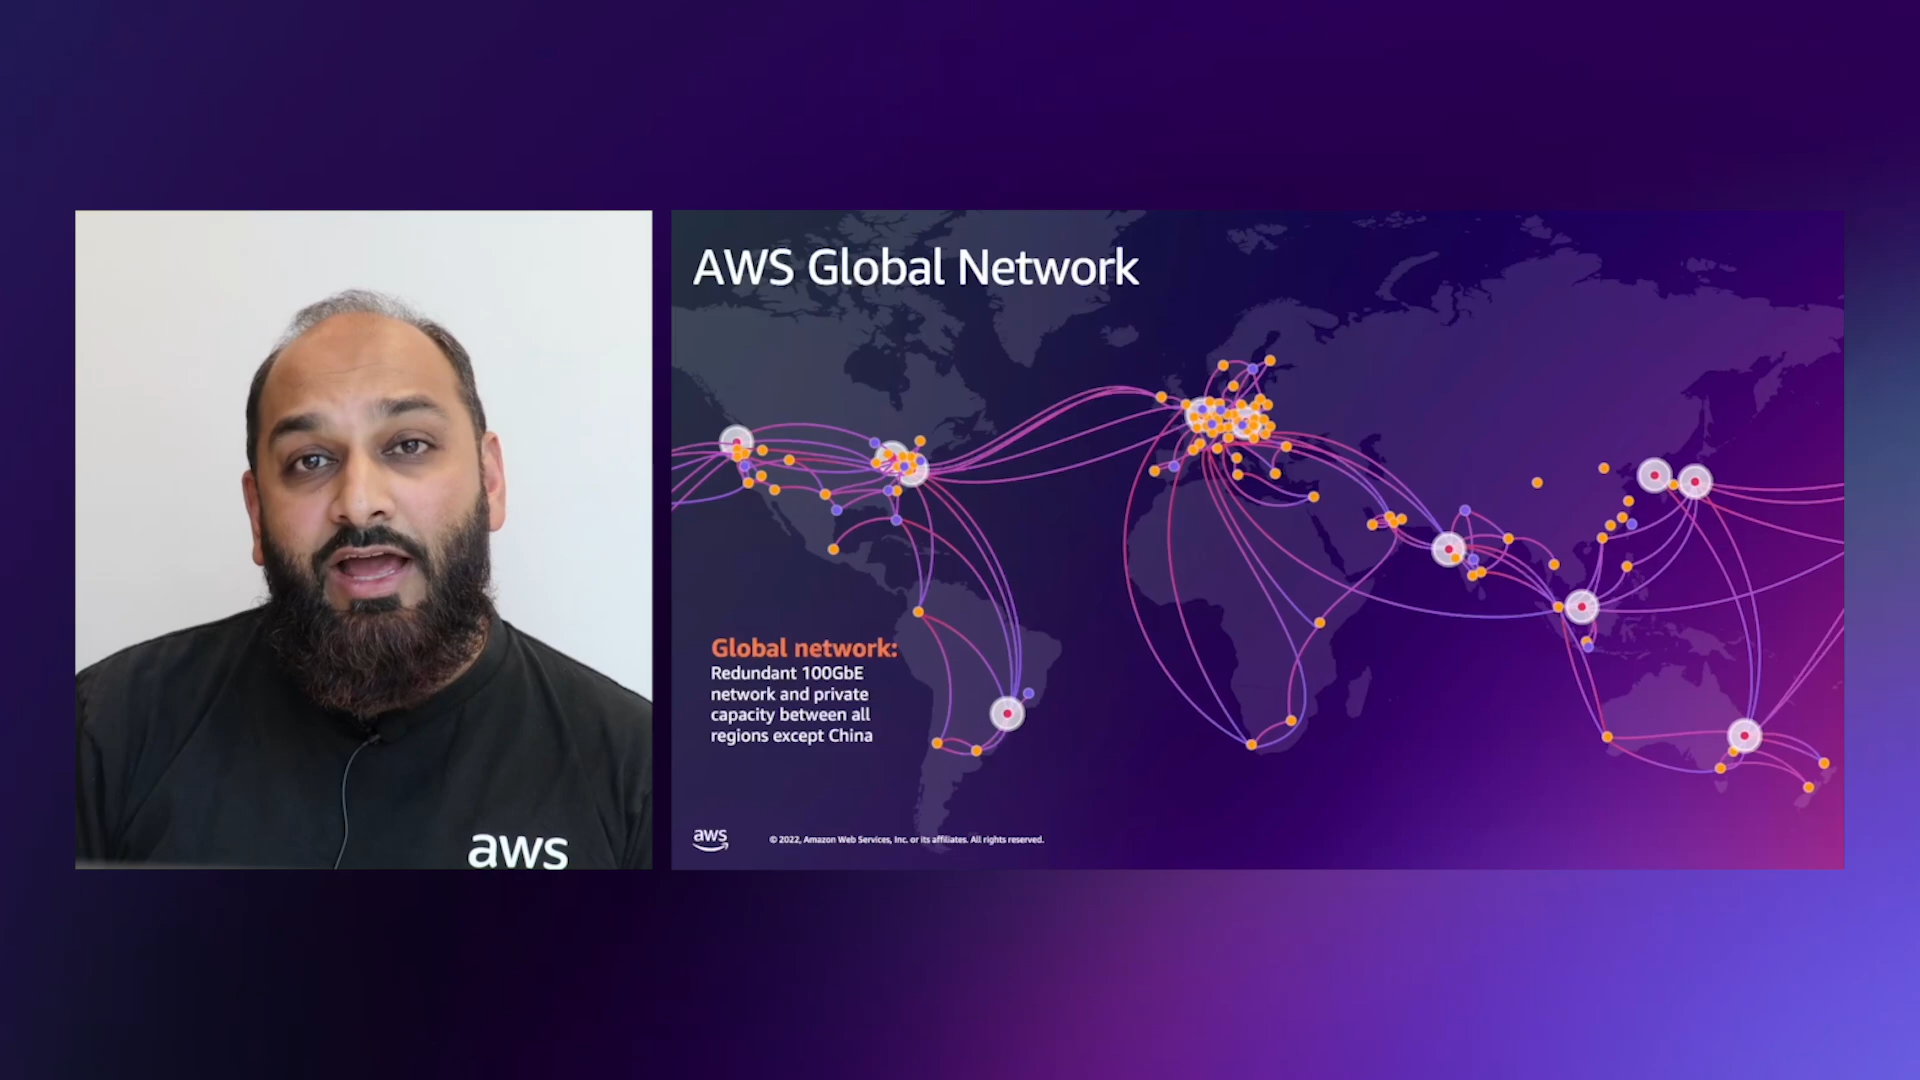 aws
AWS Global Network
Global network:
Redundant 100GbE
network and private
capacity between all
regions except China
aws
© 2022, Amazon Web Services, Inc. or its affiliates. All rights reserved.